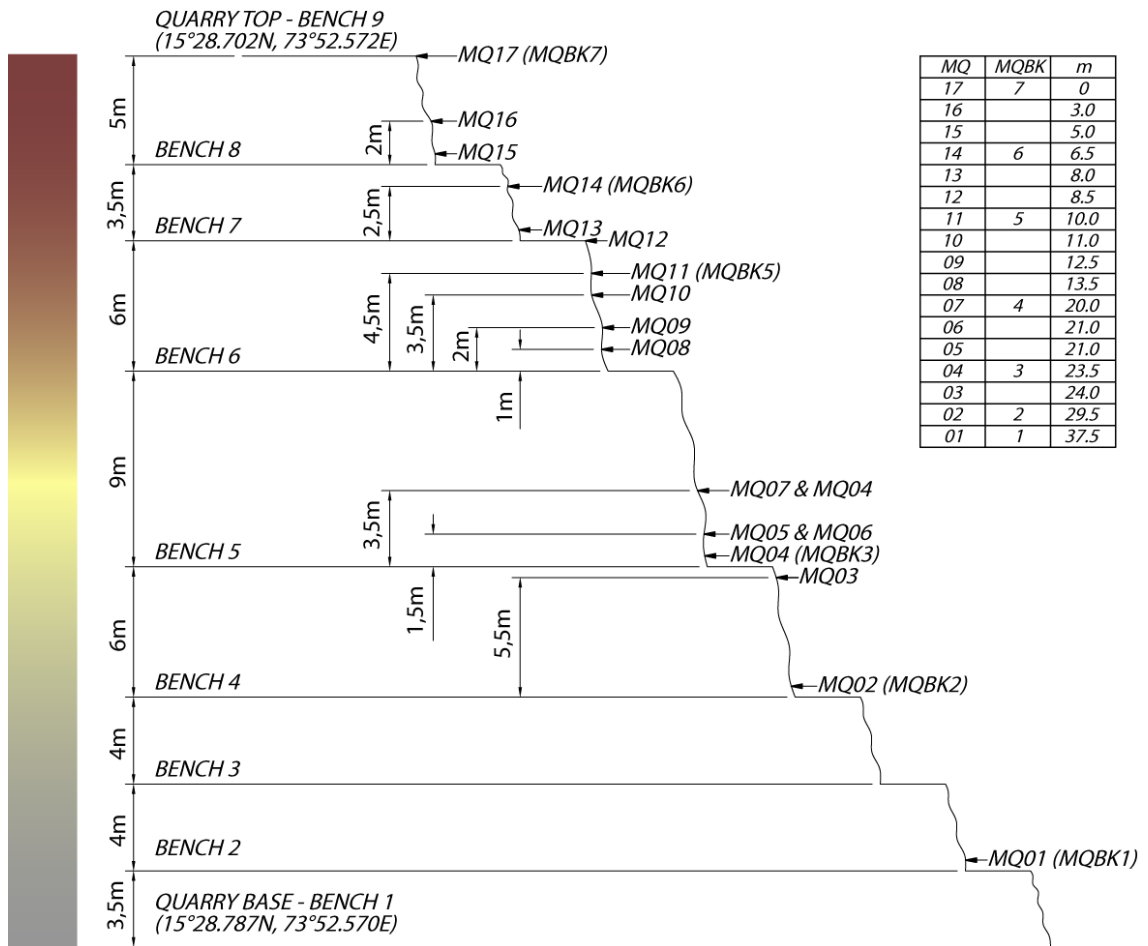 QUARRY TOP - BENCH 9
(15°28.702N, 73°52.572E)
MQ17 (MQBK7)
5m
MQ16
2m
MQ15
BENCH 8
3,5m
MQ14 (MQBK6)
2,5m
MQ13
BENCH 7
MQ12
6m
MQ11 (MQBK5)
4,5m
MQ10
3,5m
MQ09
2m
MQ08
BENCH 6
1m
9m
MQ07 & MQ04
3,5m
MQ05 & MQ06
MQ04 (MQBK3)
BENCH 5
MQ03
1,5m
5,5m
6m
MQ02 (MQBK2)
BENCH 4
4m
BENCH 3
4m
BENCH 2
MQ01 (MQBK1)
3,5m
QUARRY BASE - BENCH 1
(15°28.787N, 73°52.570E)
MQ MQBK m
17 7 0
16 3.0
15 5.0
14 6 6.5
13 8.0
12 8.5
11 5 10.0
10 11.0
09 12.5
08 13.5
07 4 20.0
06 21.0
05 21.0
04 3 23.5
03 24.0
02 2 29.5
01 1 37.5